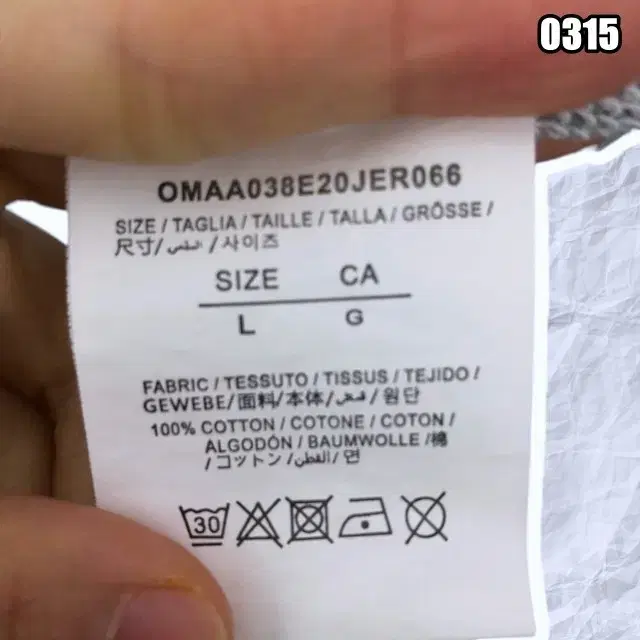 0315
OMAA038E20JER066
SIZE / TAGLIA / TAILLE / TALLA / GRÖSSE /
尺寸/ / 사이즈
SIZE CA
L G
FABRIC / TESSUTO / TISSUS / TEJIDO /
GEWEBE/面料/本体/ / 원단
100% COTTON / COTONE / COTON /
ALGODÓN / BAUMWOLLE /棉
/ コットン /القطن/ 면
30